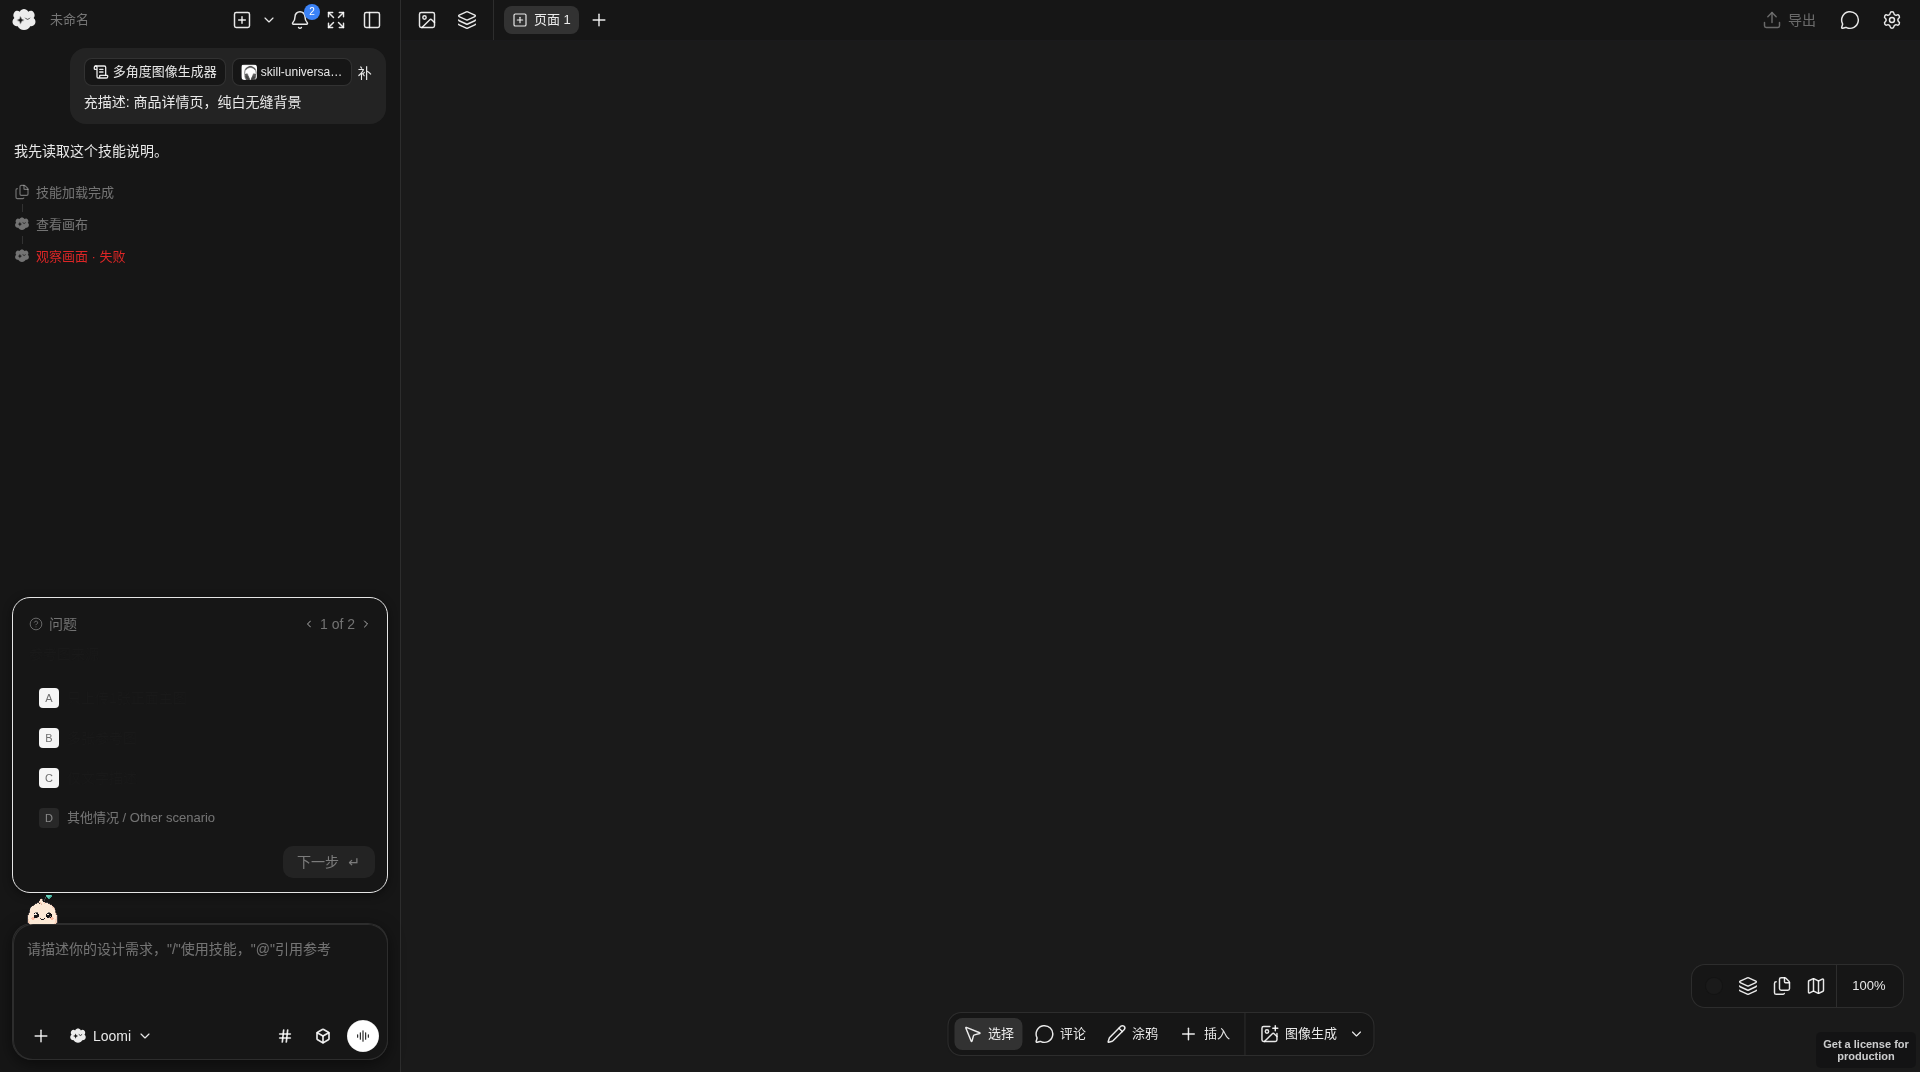 未命名
2
页面 1
导出
多角度图像生成器 skill-universa... 补
充描述: 商品详情页，纯白无缝背景
我先读取这个技能说明。
技能加载完成
查看画布
观察画面 · 失败
问题
1 of 2
A
B
C
D 其他情况 / Other scenario
下一步
请描述你的设计需求，"/"使用技能，"@"引用参考
Loomi
选择
评论
涂鸦
插入
图像生成
100%
Get a license for
production